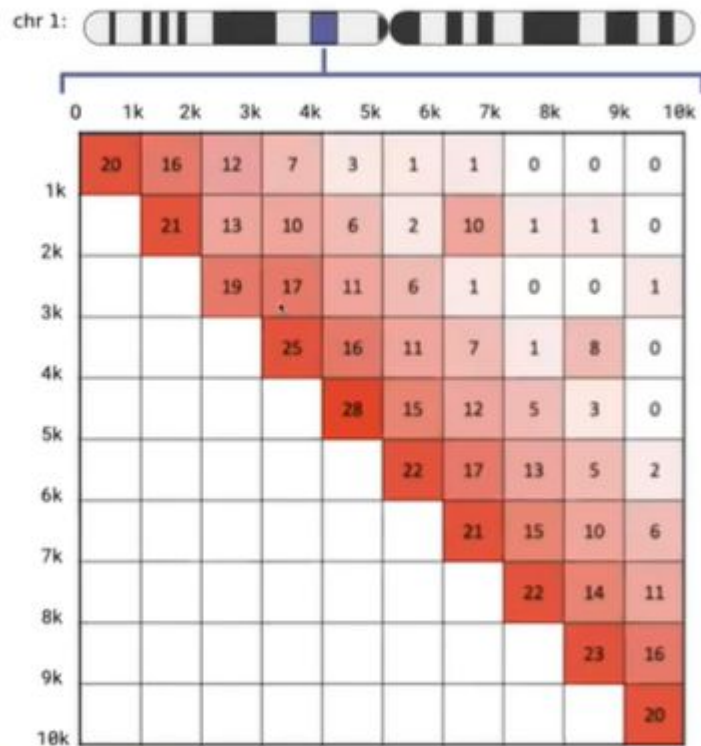 chr 1:
0 1k 2k 3k 4k 5k 6k 7k 8k 9k 10k
20 16 12 7 3 1 1 0 0 0
1k
21 13 10 6 2 10 1 1 0
2k
19 17 11 6 1 0 0 1
3k
25 16 11 7 1 8 0
4k
28 15 12 5 3 0
5k
22 17 13 5 2
6k
21 15 10 6
7k
22 14 11
8k
23 16
9k
20
10k